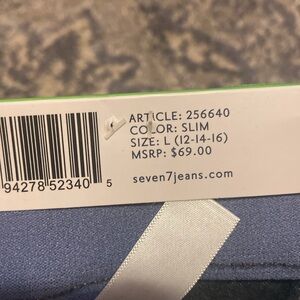 ARTICLE: 256640
COLOR: SLIM
SIZE: L (12-14-16)
MSRP: $69.00
94278 52340 5
seven7jeans.com